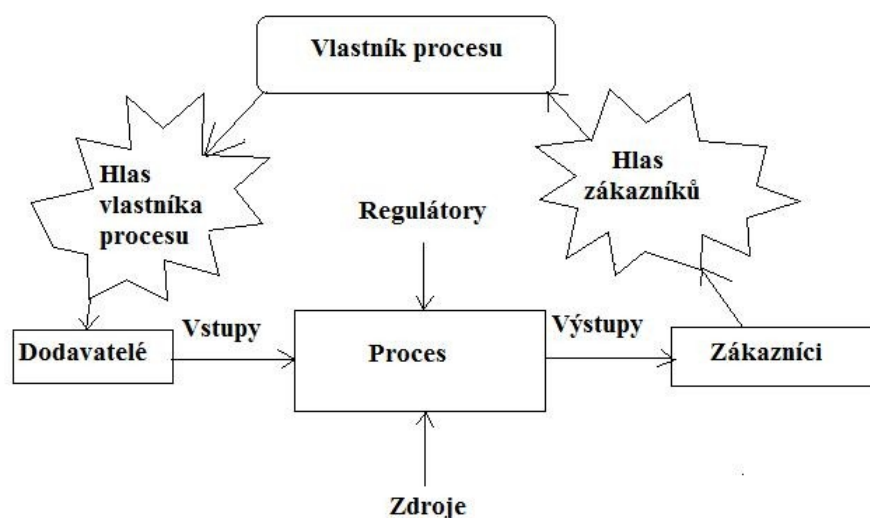 Vlastník procesu
Hlas
vlastníka
procesu
Hlas
zákazníků
Regulátory
Vstupy
Výstupy
Dodavatelé
Proces
Zákazníci
Zdroje